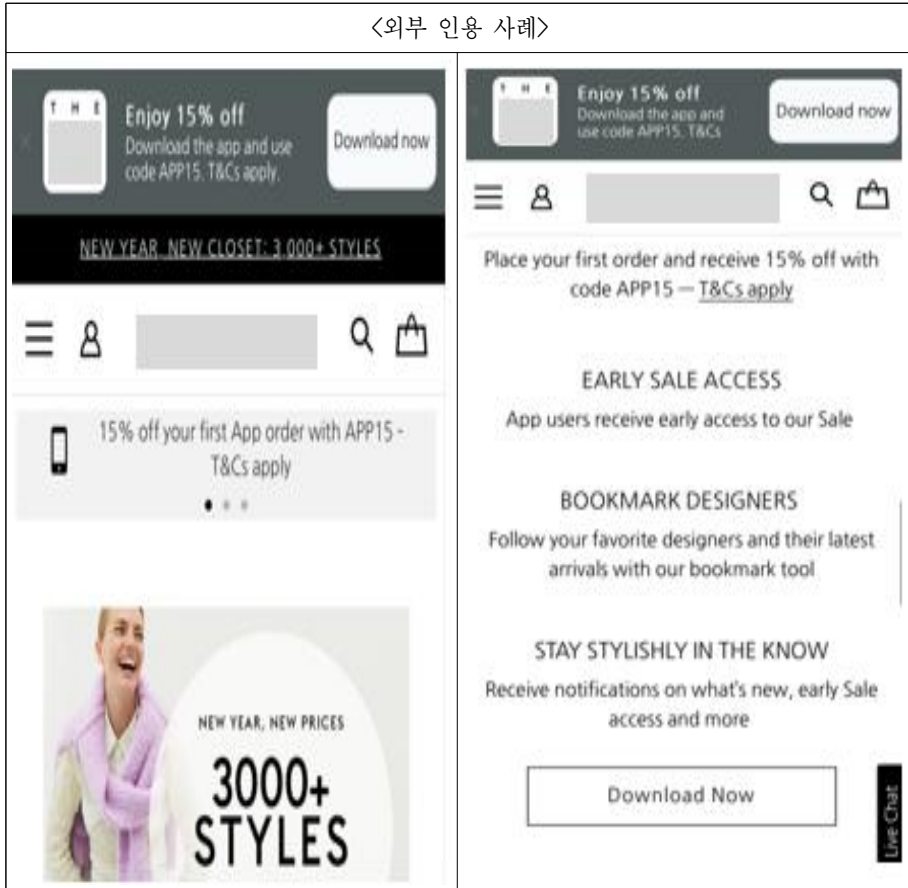 <외부 인용 사례>
T H E
Enjoy 15% off
Download the app and use
code APP15. T&Cs apply.
Download now
NEW YEAR, NEW CLOSET: 3,000+ STYLES
15% off your first App order with APP15 -
T&Cs apply
NEW YEAR, NEW PRICES
3000+
STYLES
T H E
Enjoy 15% off
Download the app and
use code APP15. T&Cs
Download now
Place your first order and receive 15% off with
code APP15 — T&Cs apply
EARLY SALE ACCESS
App users receive early access to our Sale
BOOKMARK DESIGNERS
Follow your favorite designers and their latest
arrivals with our bookmark tool
STAY STYLISHLY IN THE KNOW
Receive notifications on what's new, early Sale
access and more
Download Now
Live Chat